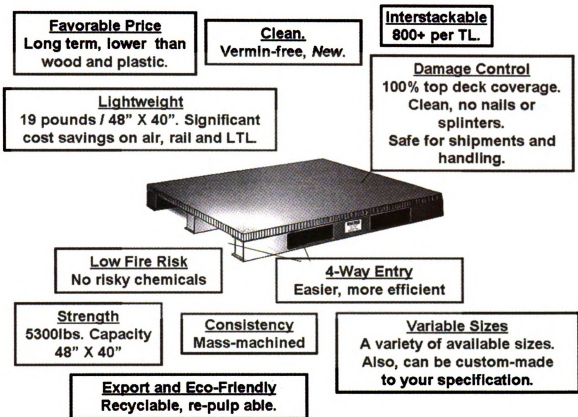 Favorable Price
Long term, lower than
wood and plastic.
Clean.
Vermin-free, New.
Interstackable
800+ per TL.
Lightweight
19 pounds / 48” X 40”. Significant
cost savings on air, rail and LTL.
Damage Control
100% top deck coverage.
Clean, no nails or
splinters.
Safe for shipments and
handling.
Low Fire Risk
No risky chemicals
4-Way Entry
Easier, more efficient
Strength
5300lbs. Capacity
48” X 40”
Consistency
Mass-machined
Variable Sizes
A variety of available sizes.
Also, can be custom-made
to your specification.
Export and Eco-Friendly
Recyclable, re-pulp able.